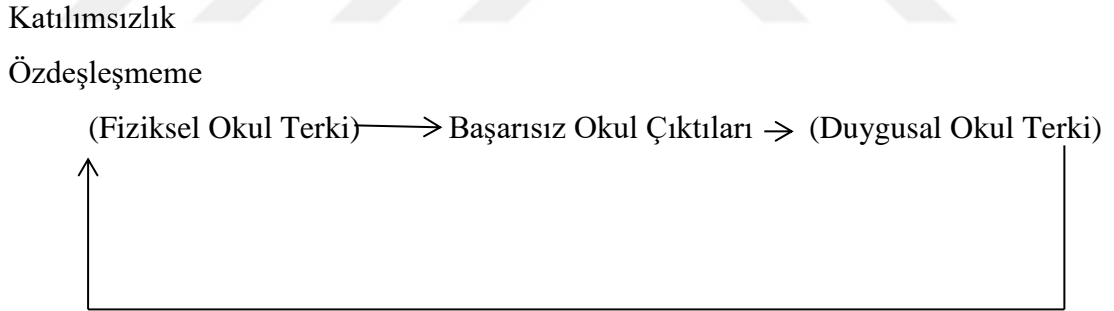 Katılımsızlık
Özdeşleşmeme
(Fiziksel Okul Terki) Başarısız Okul Çıktıları (Duygusal Okul Terki)